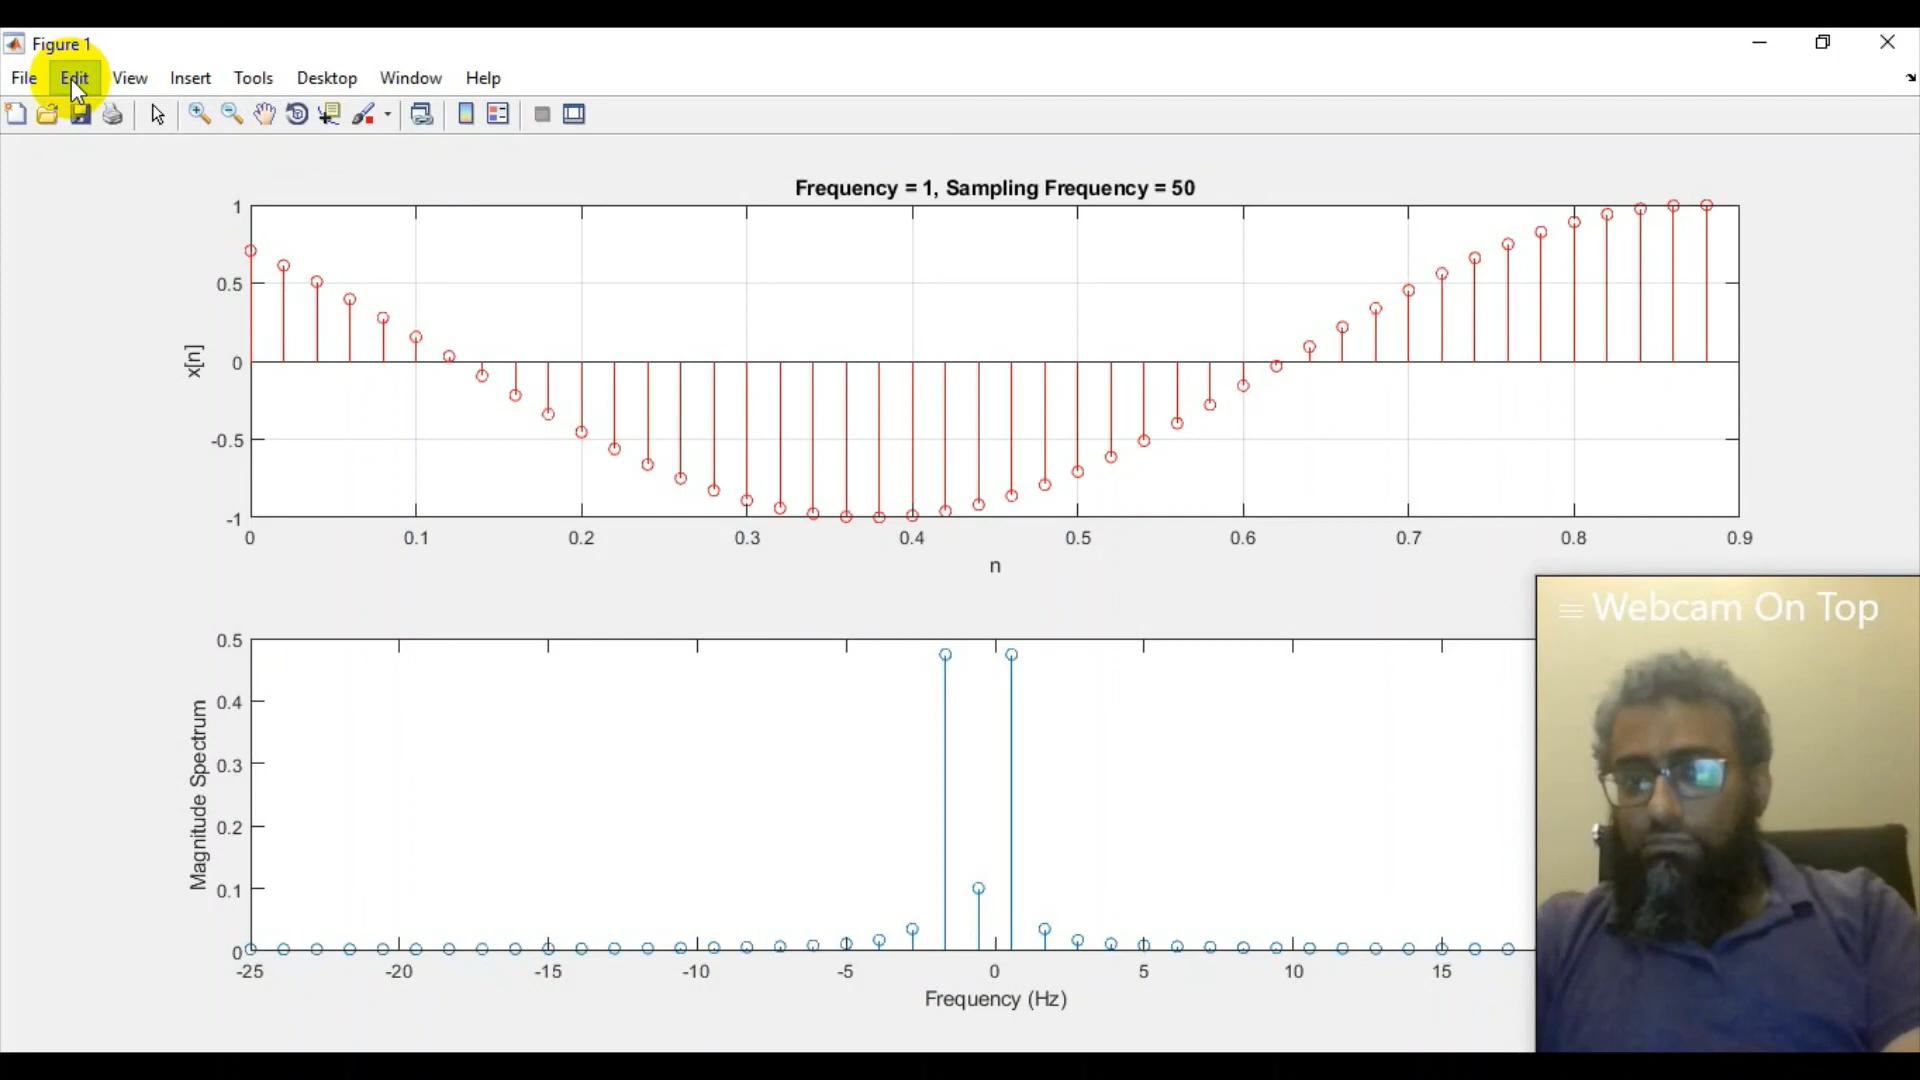 Figure 1
File Edit View Insert Tools Desktop Window Help
Frequency = 1, Sampling Frequency = 50
1
0.5
0
-0.5
-1
x[n]
0 0.1 0.2 0.3 0.4 0.5 0.6 0.7 0.8 0.9
n
Webcam On Top
0.5
0.4
0.3
0.2
0.1
0
Magnitude Spectrum
-25 -20 -15 -10 -5 0 5 10 15
Frequency (Hz)